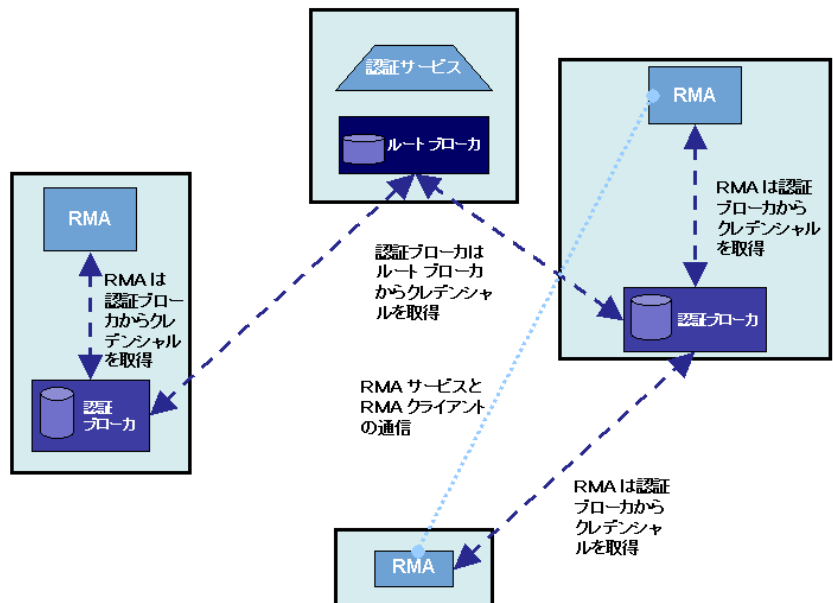 認証サービス
ルート ブローカ
RMA
RMA は認証
ブローカから
クレデンシャル
を取得
認証ブローカ
RMA
RMA は
認証ブロー
カからクレ
デンシャル
を取得
認証
ブローカ
認証ブローカは
ルート ブローカ
からクレデンシャ
ルを取得
RMA サービスと
RMA クライアント
の通信
RMA は認証
ブローカから
クレデンシャ
ルを取得
RMA